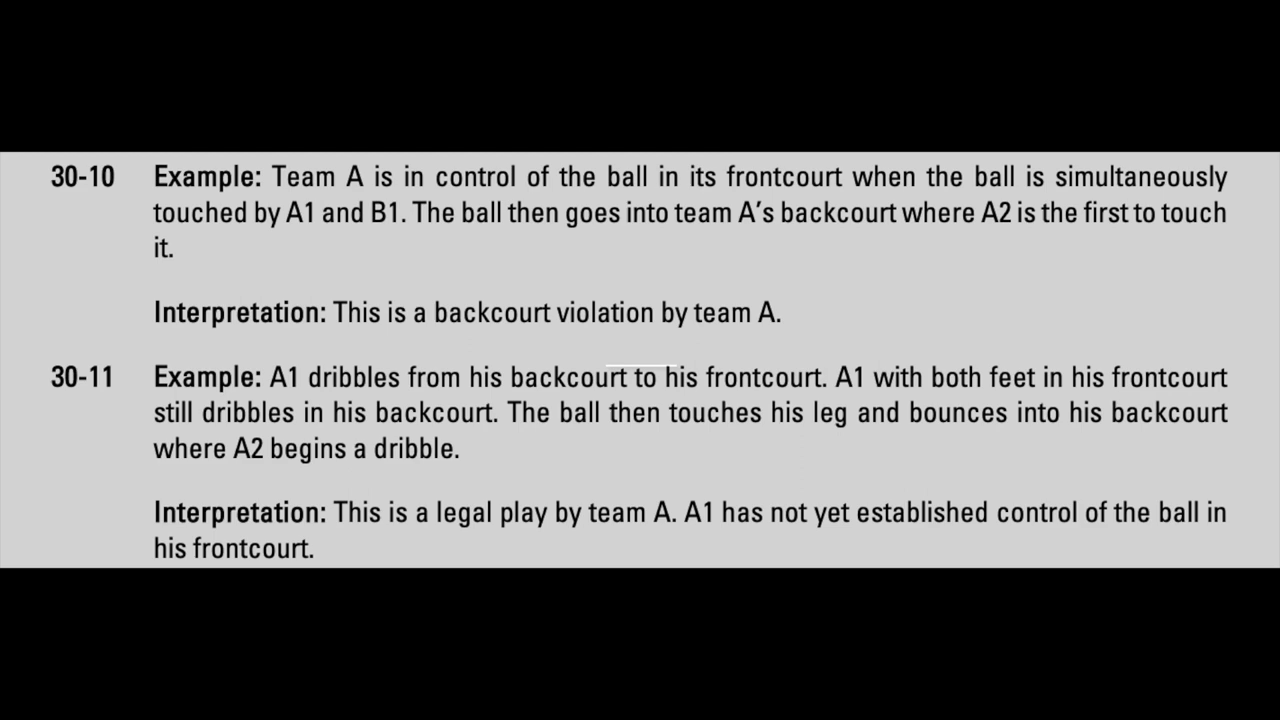 30-10 Example: Team A is in control of the ball in its frontcourt when the ball is simultaneously
touched by A1 and B1. The ball then goes into team A’s backcourt where A2 is the first to touch
it.
Interpretation: This is a backcourt violation by team A.
30-11 Example: A1 dribbles from his backcourt to his frontcourt. A1 with both feet in his frontcourt
still dribbles in his backcourt. The ball then touches his leg and bounces into his backcourt
where A2 begins a dribble.
Interpretation: This is a legal play by team A. A1 has not yet established control of the ball in
his frontcourt.